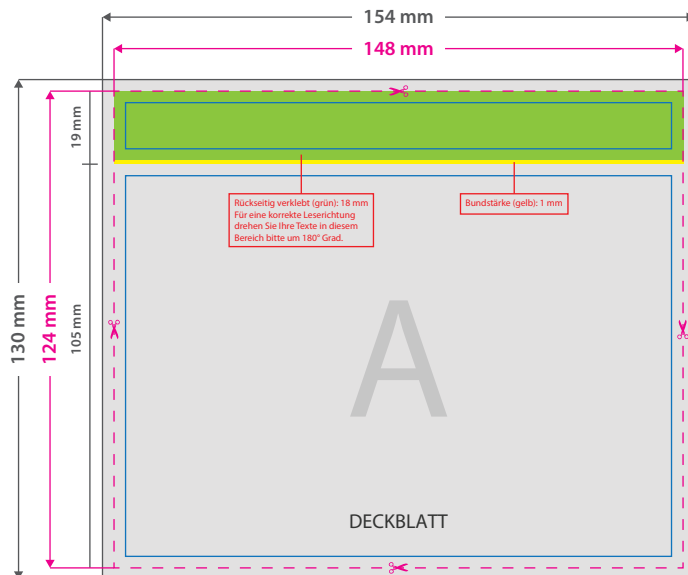 154 mm
148 mm
19 mm
Rückseitig verklebt (grün): 18 mm
Für eine korrekte Leserichtung
drehen Sie Ihre Texte in diesem
Bereich bitte um 180° Grad.
Bundstärke (gelb): 1 mm
130 mm
124 mm
105 mm
A
DECKBLATT